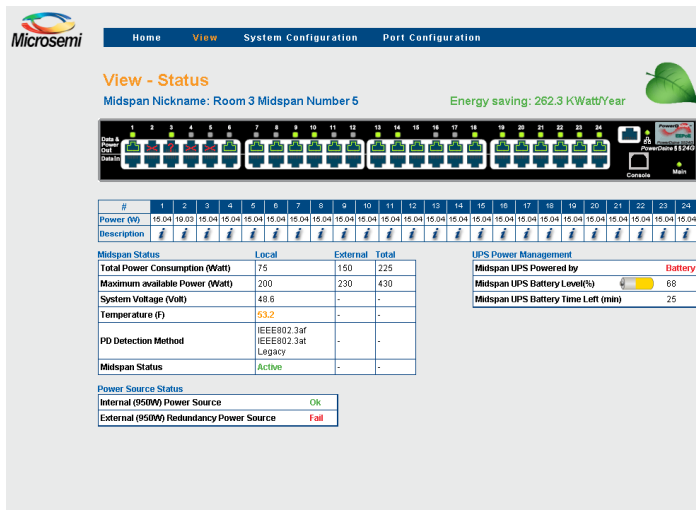 Microsemi
Home View System Configuration Port Configuration
View - Status
Midspan Nickname: Room 3 Midspan Number 5
Energy saving: 262.3 KWatt/Year
1 2 3 4 5 6 7 8 9 10 11 12 13 14 15 16 17 18 19 20 21 22 23 24
Data & Power Out
Data In
PowerDsine 5524G
Console
Main
# 1 2 3 4 5 6 7 8 9 10 11 12 13 14 15 16 17 18 19 20 21 22 23 24
Power (W) 15.04 19.03 15.04 15.04 15.04 15.04 15.04 15.04 15.04 15.04 15.04 15.04 15.04 15.04 15.04 15.04 15.04 15.04 15.04 15.04 15.04 15.04 15.04 15.04
Description i i i i i i i i i i i i i i i i i i i i i i i i
Midspan Status Local External Total
Total Power Consumption (Watt) 75 150 225
Maximum available Power (Watt) 200 230 430
System Voltage (Volt) 48.6 - -
Temperature (F) 53.2 - -
PD Detection Method IEEE802.3af - -
IEEE802.3at
Legacy
Midspan Status Active - -
UPS Power Management
Midspan UPS Powered by Battery
Midspan UPS Battery Level(%) 68
Midspan UPS Battery Time Left (min) 25
Power Source Status
Internal (950W) Power Source Ok
External (950W) Redundancy Power Source Fail